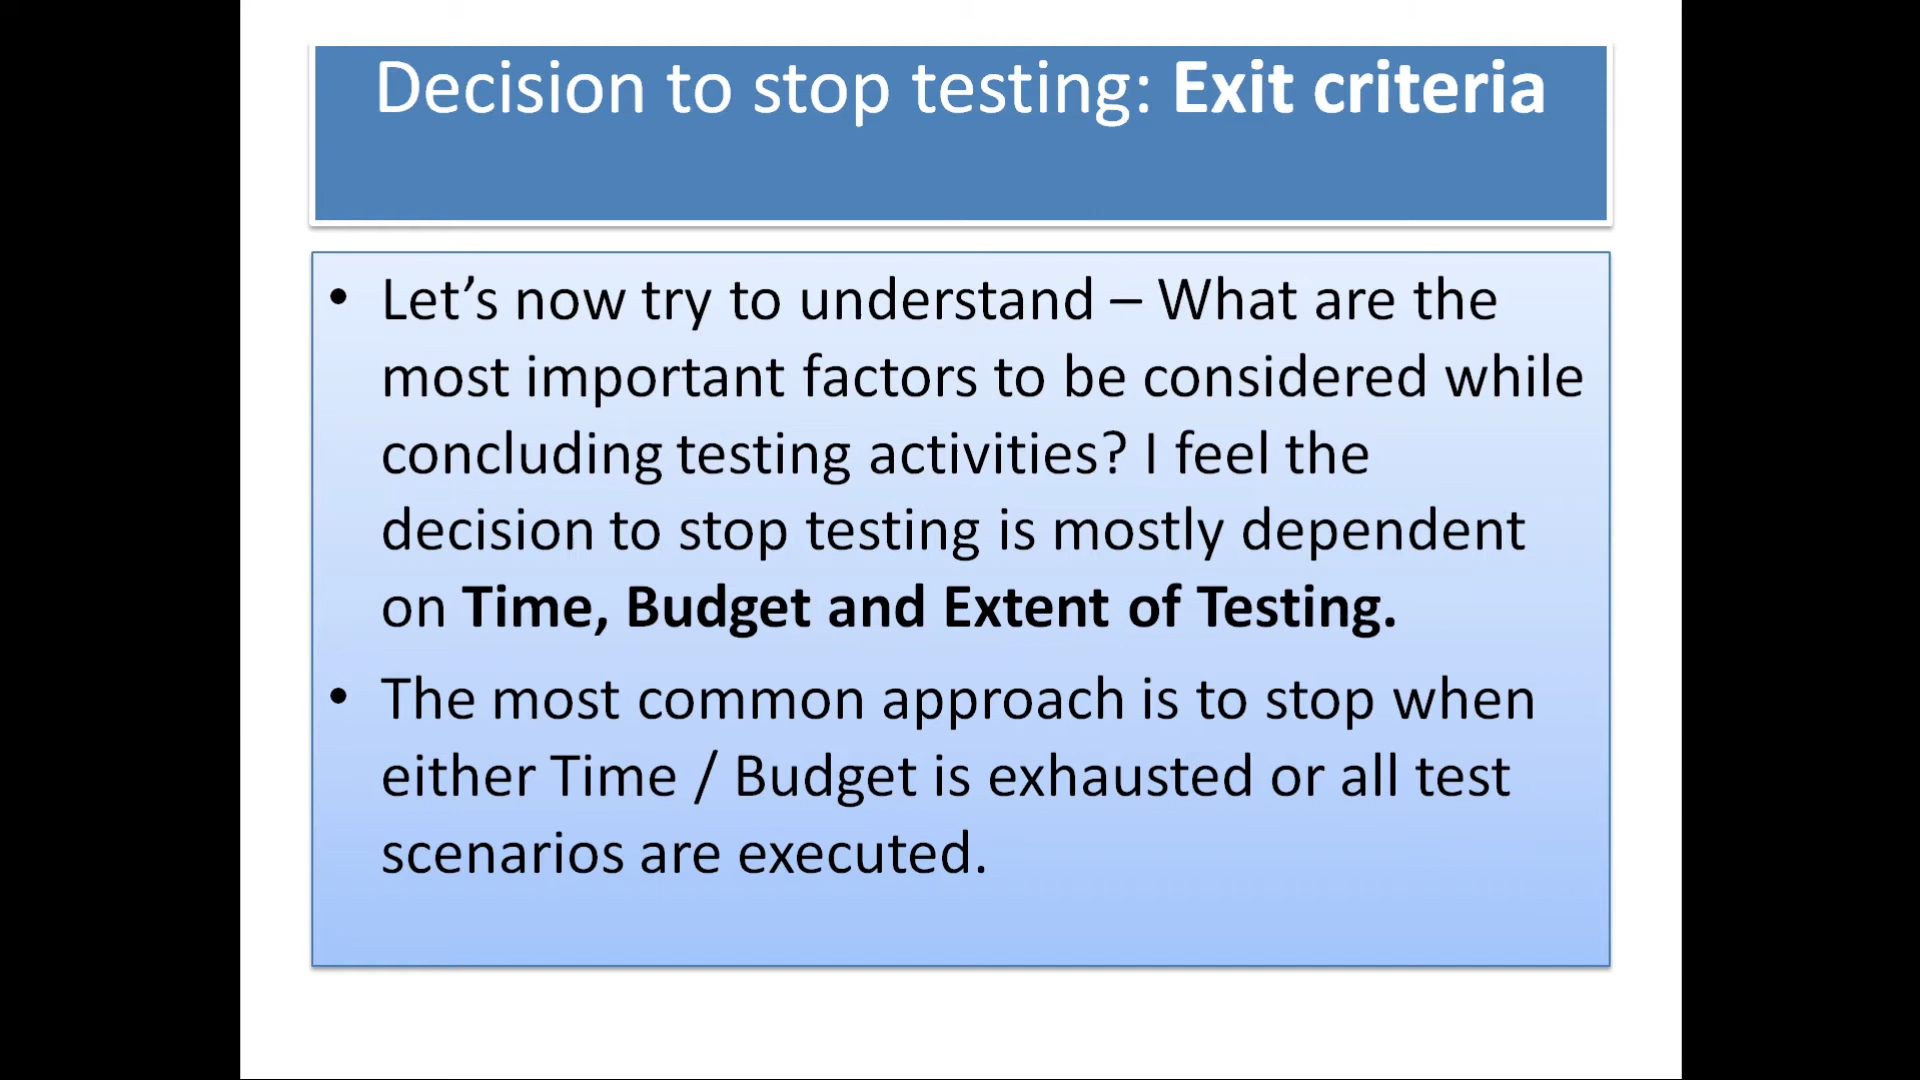 Decision to stop testing: Exit criteria
• Let’s now try to understand – What are the
most important factors to be considered while
concluding testing activities? I feel the
decision to stop testing is mostly dependent
on Time, Budget and Extent of Testing.
• The most common approach is to stop when
either Time / Budget is exhausted or all test
scenarios are executed.